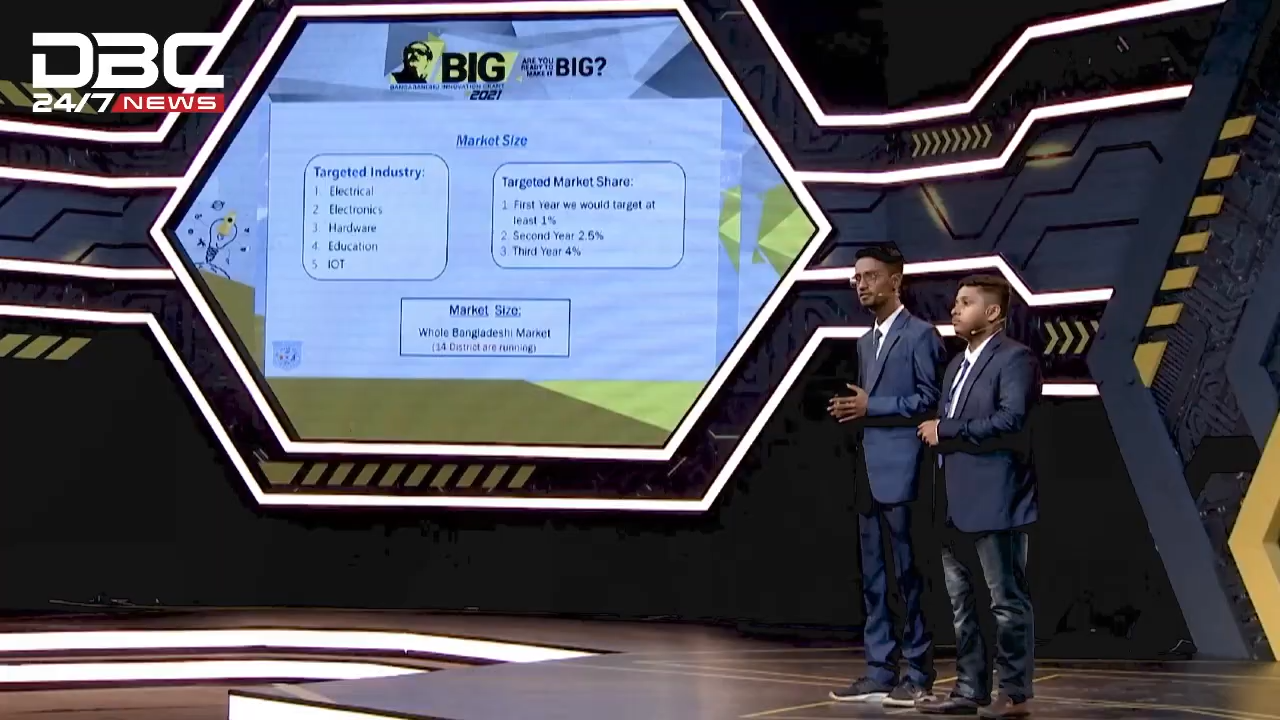 DBC
24/7 NEWS
BIG
BANGABANDHU INNOVATION GRANT
2021
ARE YOU
READY TO
MAKE IT
BIG?
Market Size
Targeted Industry:
1. Electrical
2. Electronics
3. Hardware
4. Education
5. IOT
Targeted Market Share:
1. First Year we would target at
least 1%
2. Second Year 2.5%
3. Third Year 4%
Market Size:
Whole Bangladeshi Market
(14 District are running)